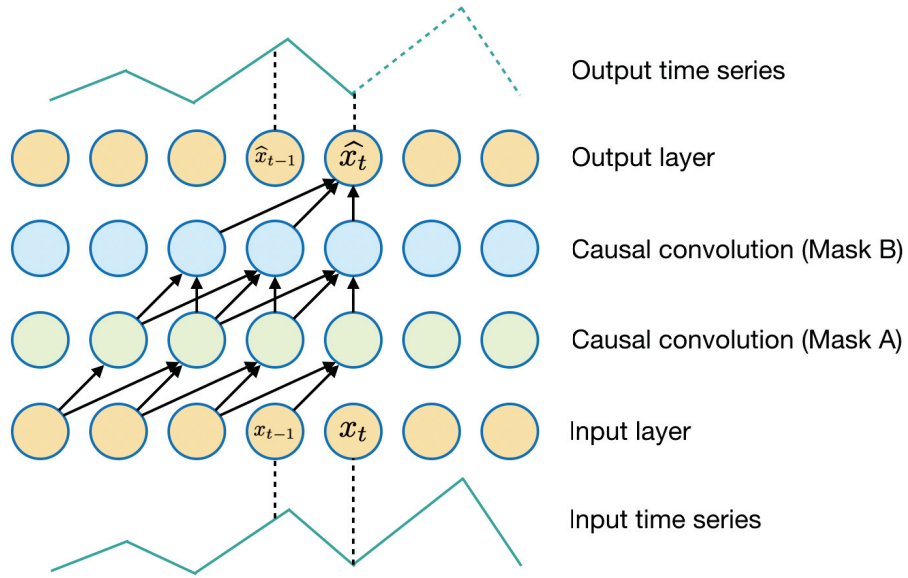 Output time series
x̂ₜ₋₁ x̂ₜ Output layer
Causal convolution (Mask B)
Causal convolution (Mask A)
xₜ₋₁ xₜ Input layer
Input time series